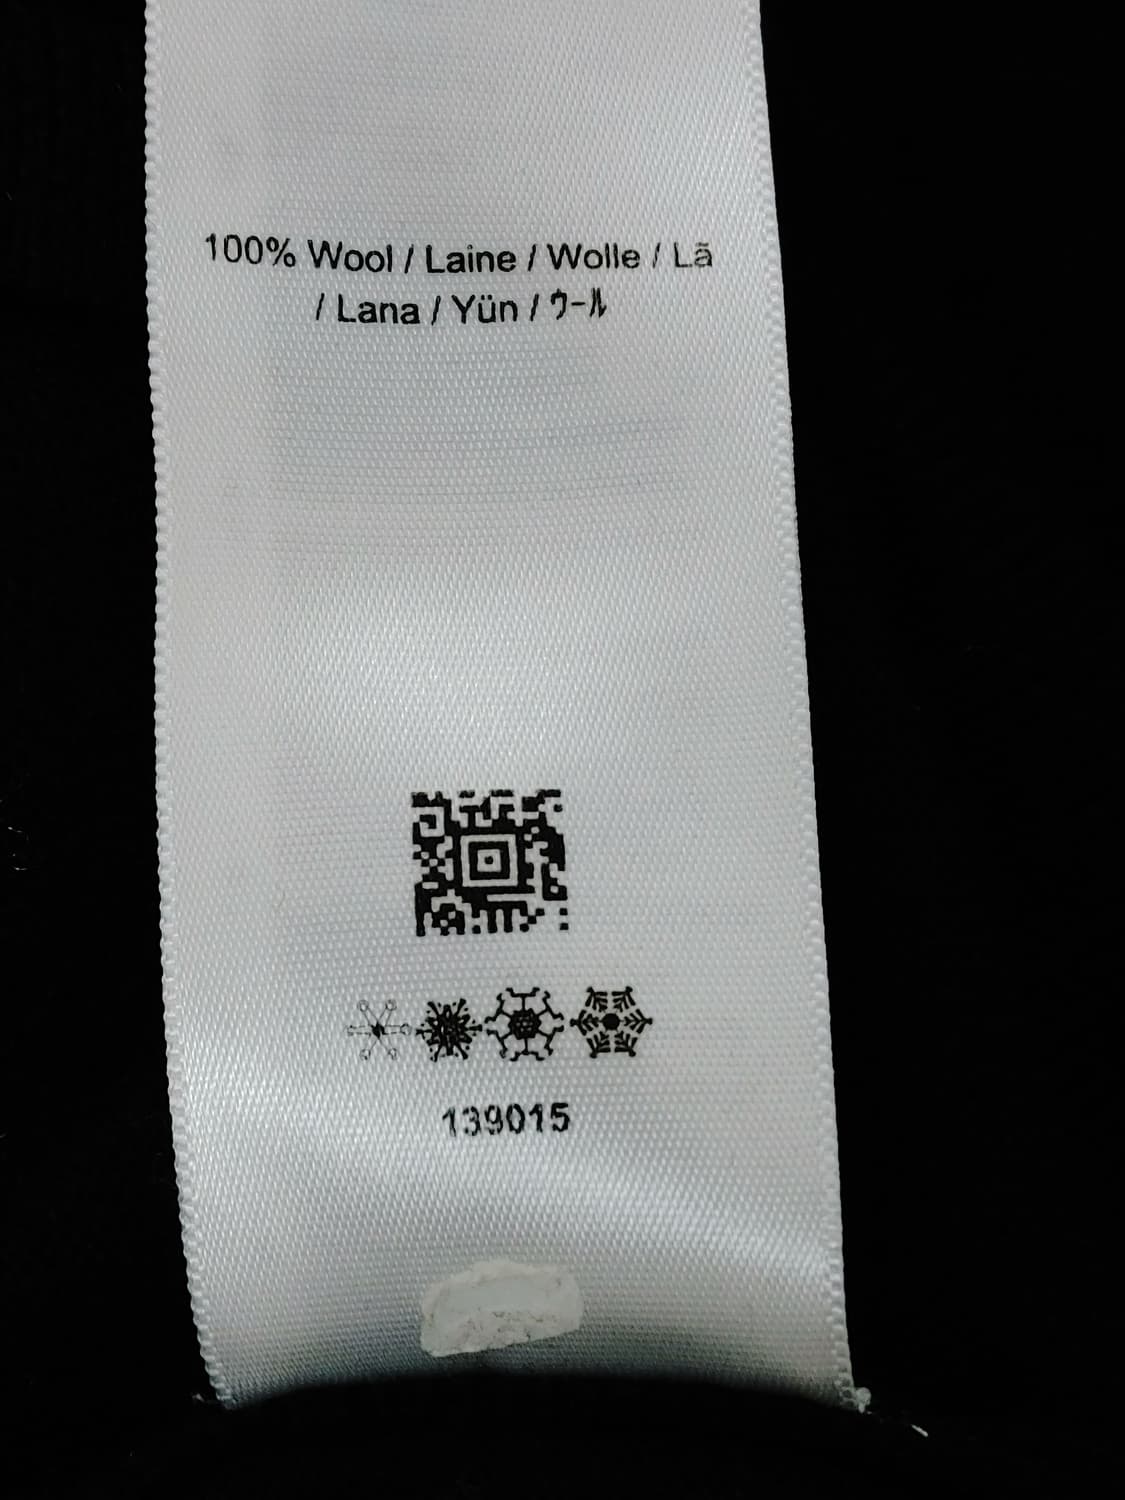 100% Wool / Laine / Wolle / Lã
/ Lana / Yün / ウール
139015